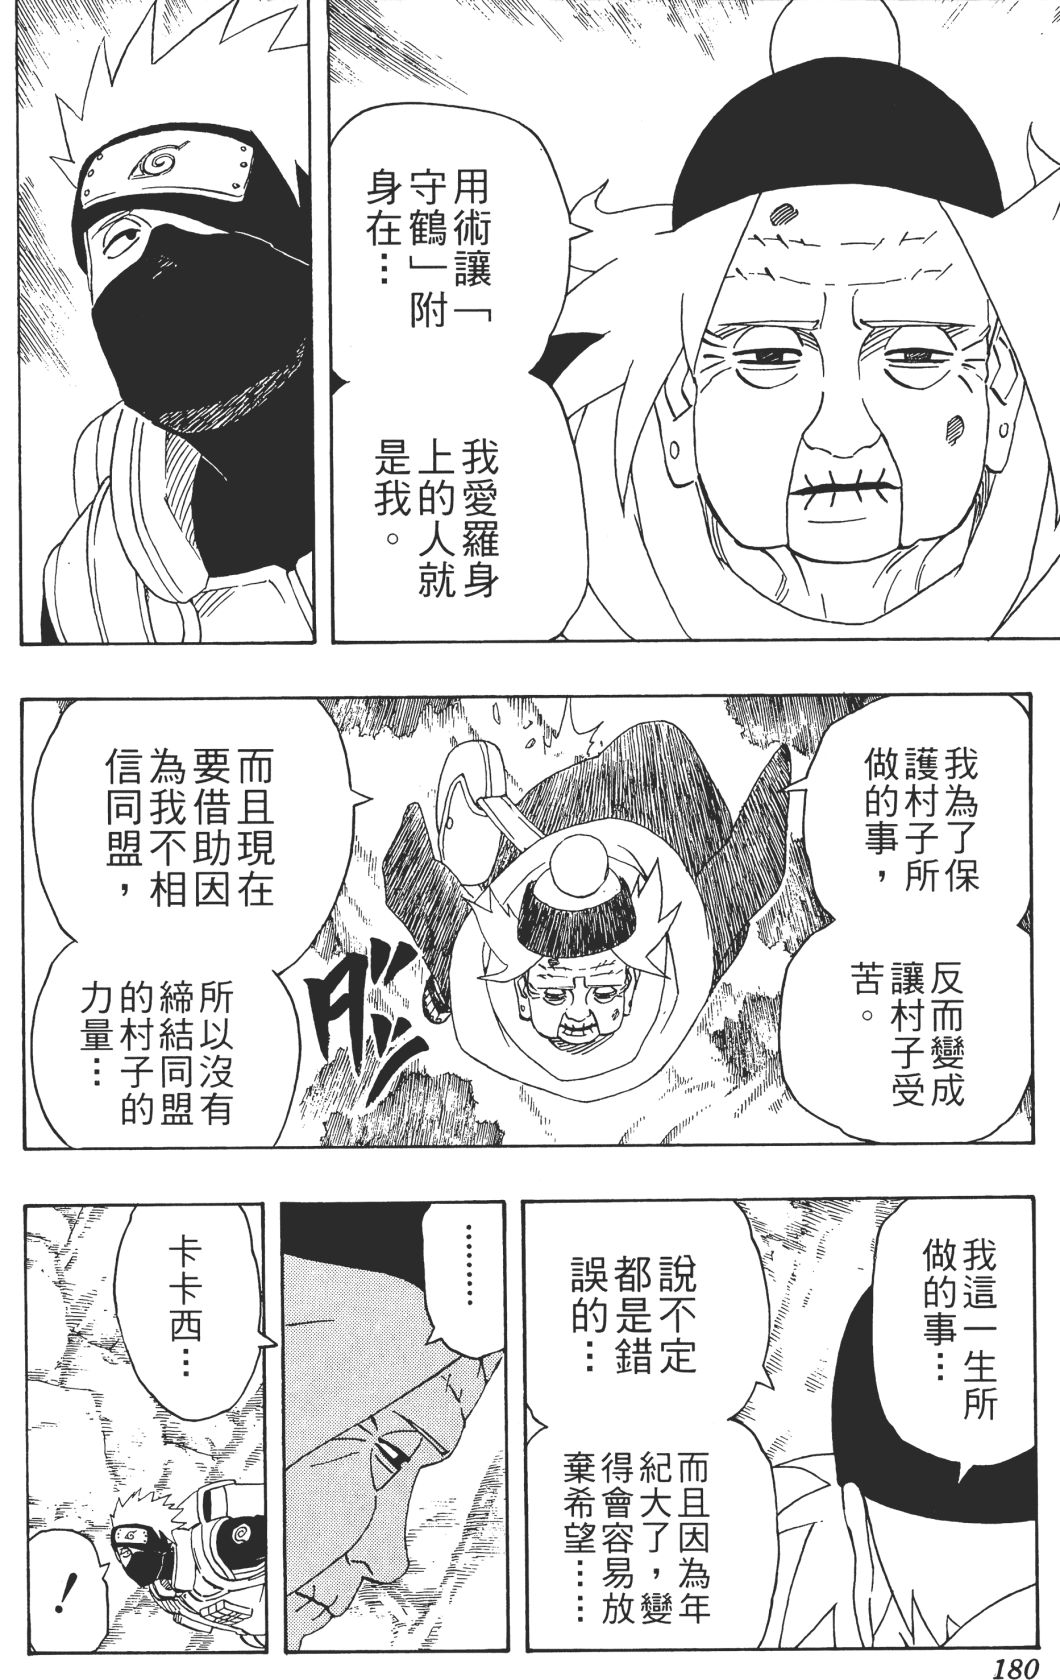 用術讓「
守鶴」附
身在…
我愛羅身
上的人就
是我。
我為了保
護村子所
做的事，
反而變成
讓村子受
苦。
而且現在
要借助因
為我不相
信同盟，
所以沒有
締結同盟
的村子的
力量…
ガガッ
我這一生所
做的事…
說不定
都是錯
誤的…
而且因為年
紀大了，變
得會容易放
棄希望……
………
卡卡西…
！
180